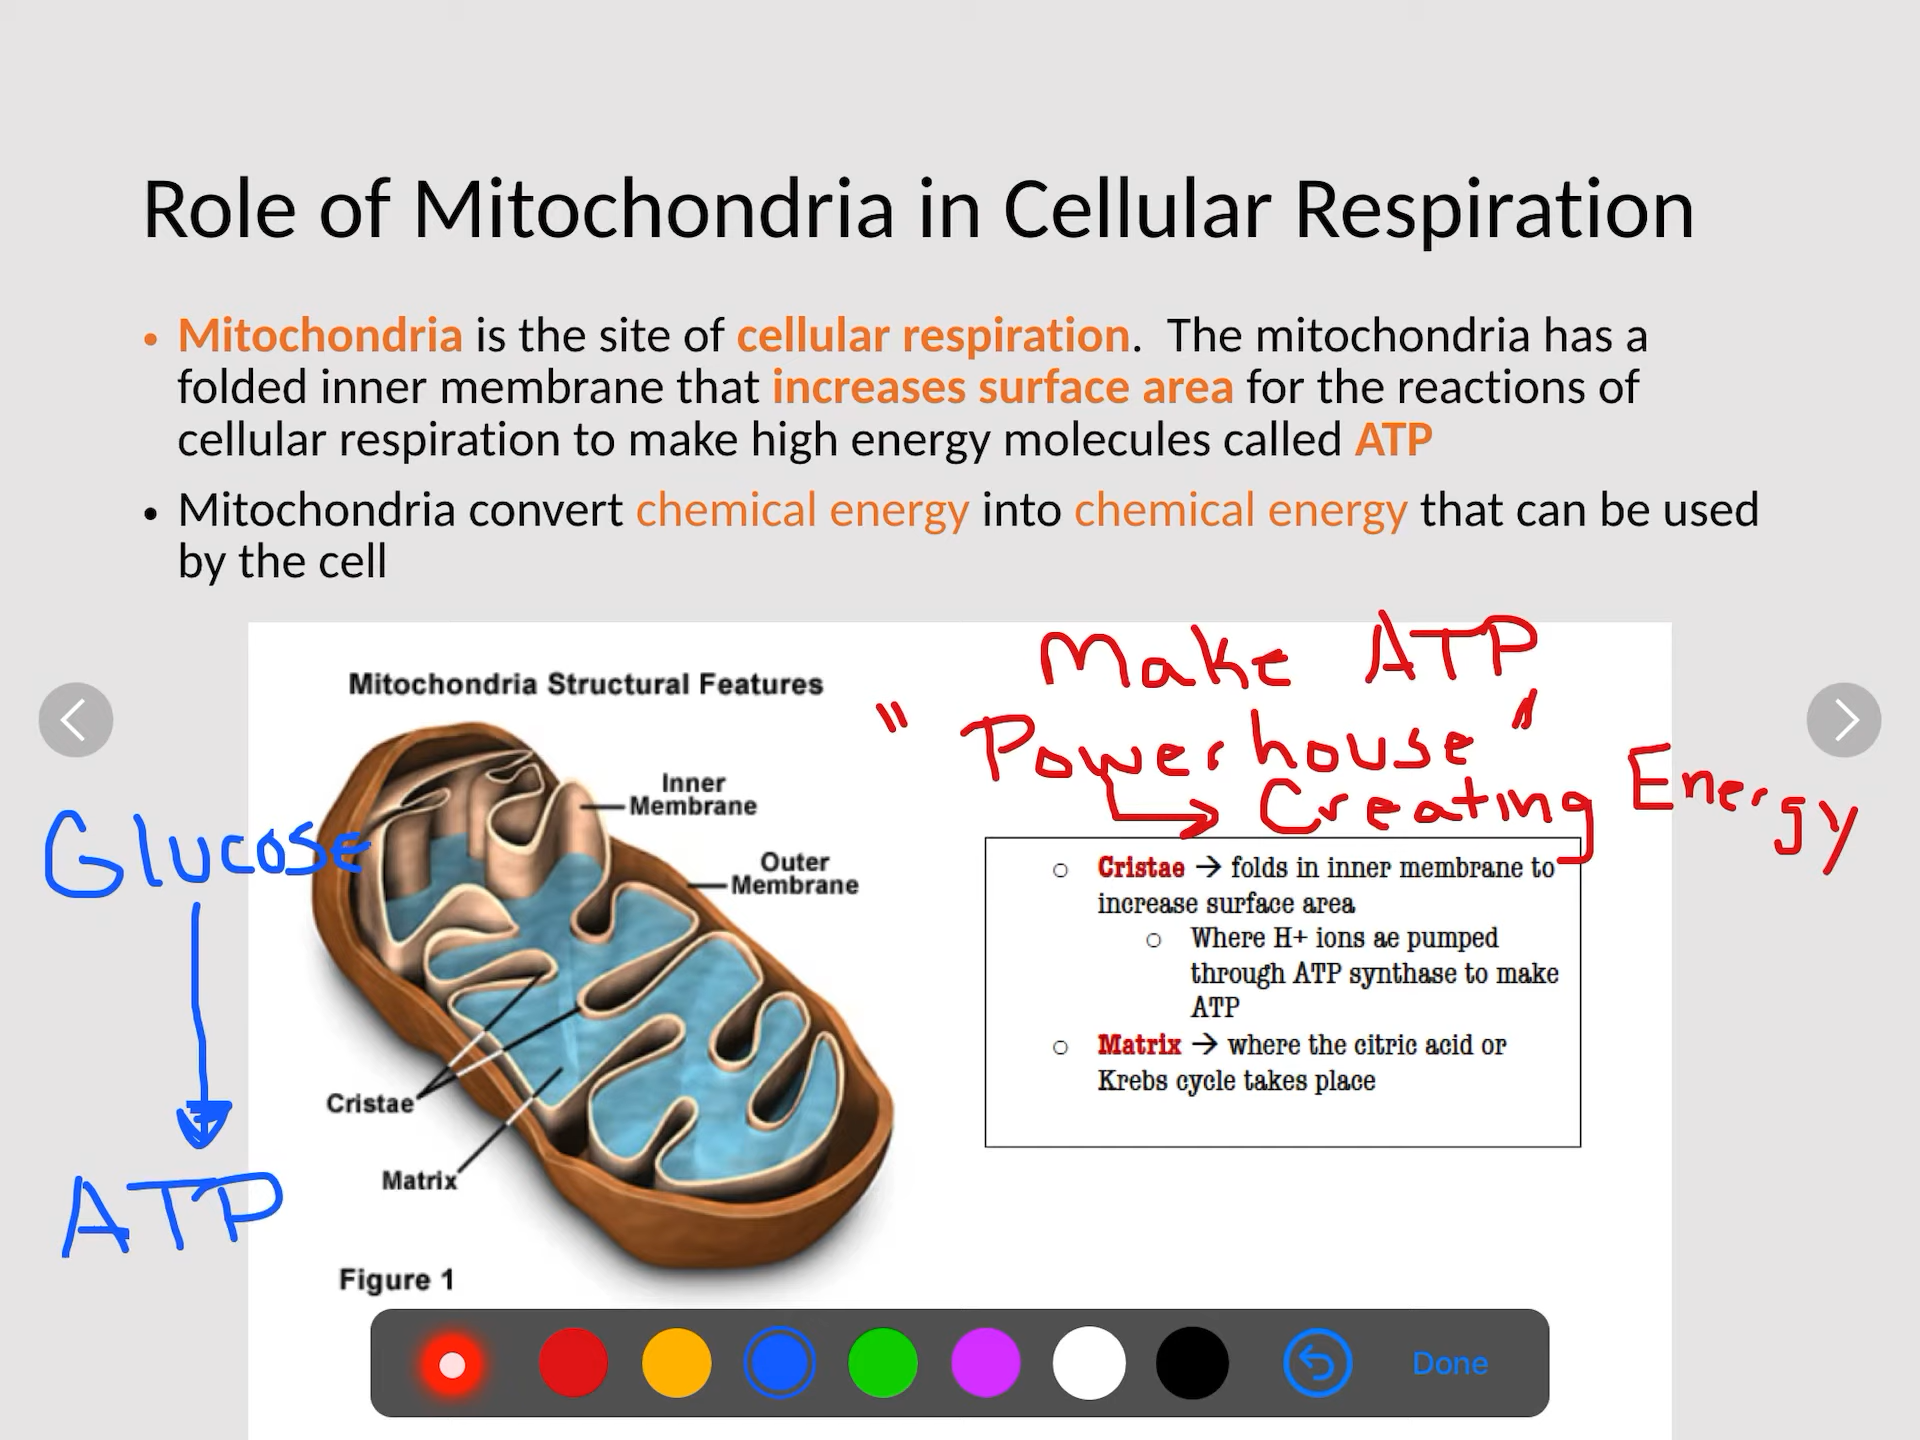 Role of Mitochondria in Cellular Respiration
• Mitochondria is the site of cellular respiration. The mitochondria has a
folded inner membrane that increases surface area for the reactions of
cellular respiration to make high energy molecules called ATP
• Mitochondria convert chemical energy into chemical energy that can be used
by the cell
Make ATP
"Powerhouse"
→ Creating Energy
Mitochondria Structural Features
Inner
Membrane
Outer
Membrane
Cristae
Matrix
Figure 1
Glucose
ATP
○ Cristae → folds in inner membrane to
increase surface area
○ Where H+ ions ae pumped
through ATP synthase to make
ATP
○ Matrix → where the citric acid or
Krebs cycle takes place
Done